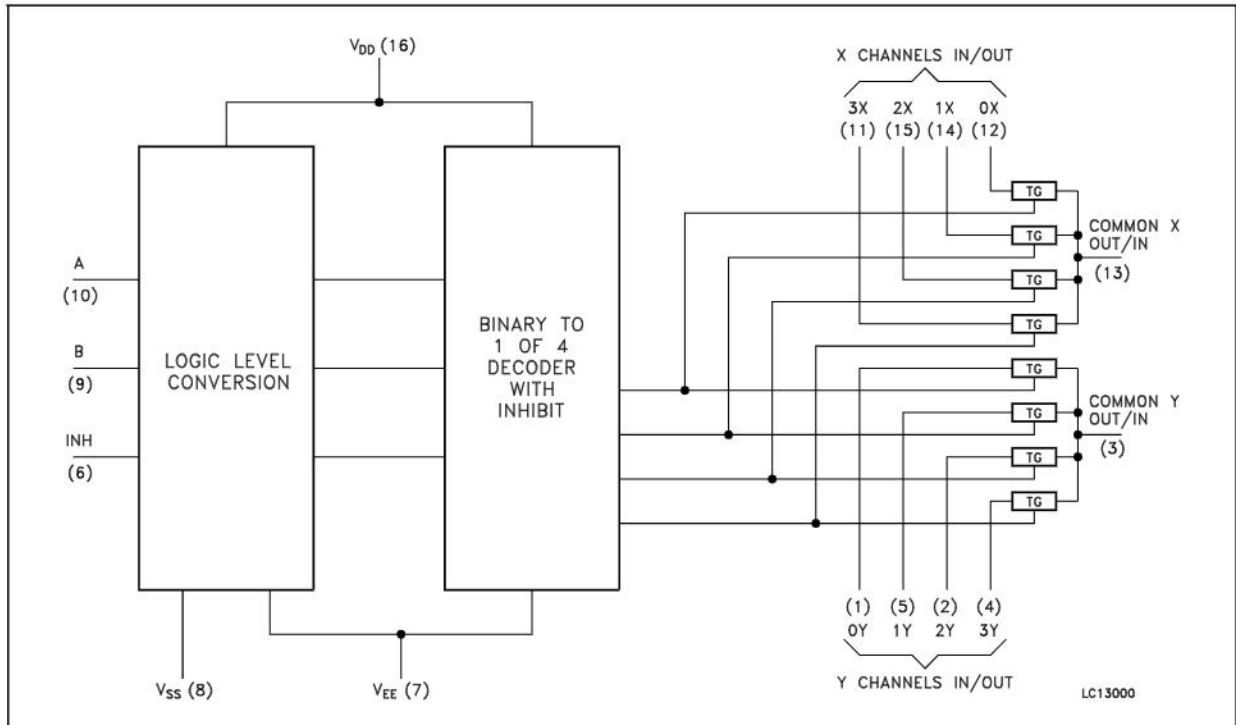 V_DD (16)
X CHANNELS IN/OUT
3X 2X 1X 0X
(11) (15) (14) (12)
TG
TG
TG
TG
COMMON X
OUT/IN
(13)
A
(10)
B
(9)
INH
(6)
LOGIC LEVEL
CONVERSION
BINARY TO
1 OF 4
DECODER
WITH
INHIBIT
TG
TG
TG
TG
COMMON Y
OUT/IN
(3)
(1) (5) (2) (4)
0Y 1Y 2Y 3Y
Y CHANNELS IN/OUT
V_SS (8)
V_EE (7)
LC13000